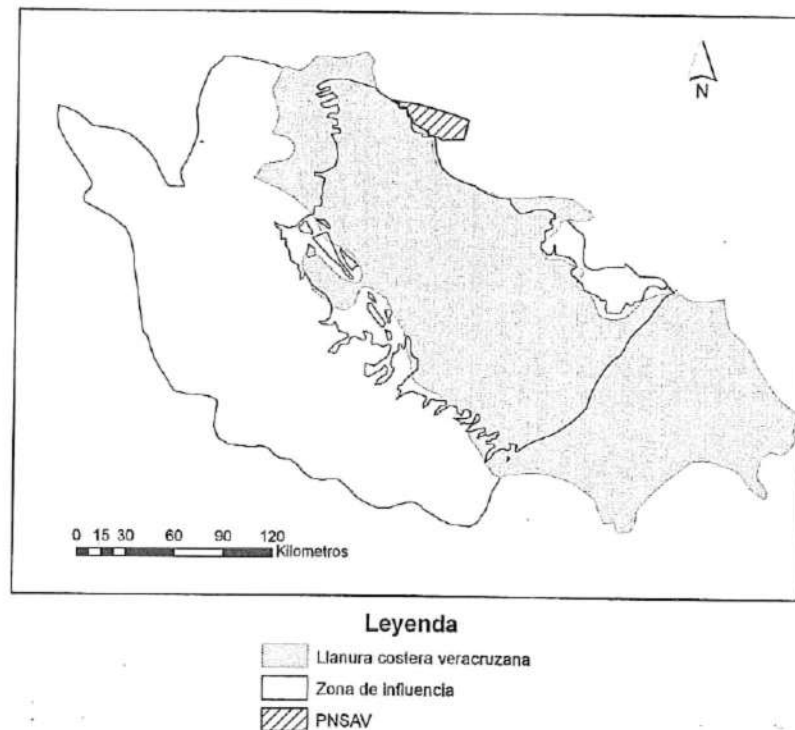 N
0 15 30 60 90 120
Kilometros
Leyenda
Llanura costera veracruzana
Zona de influencia
PNSAV